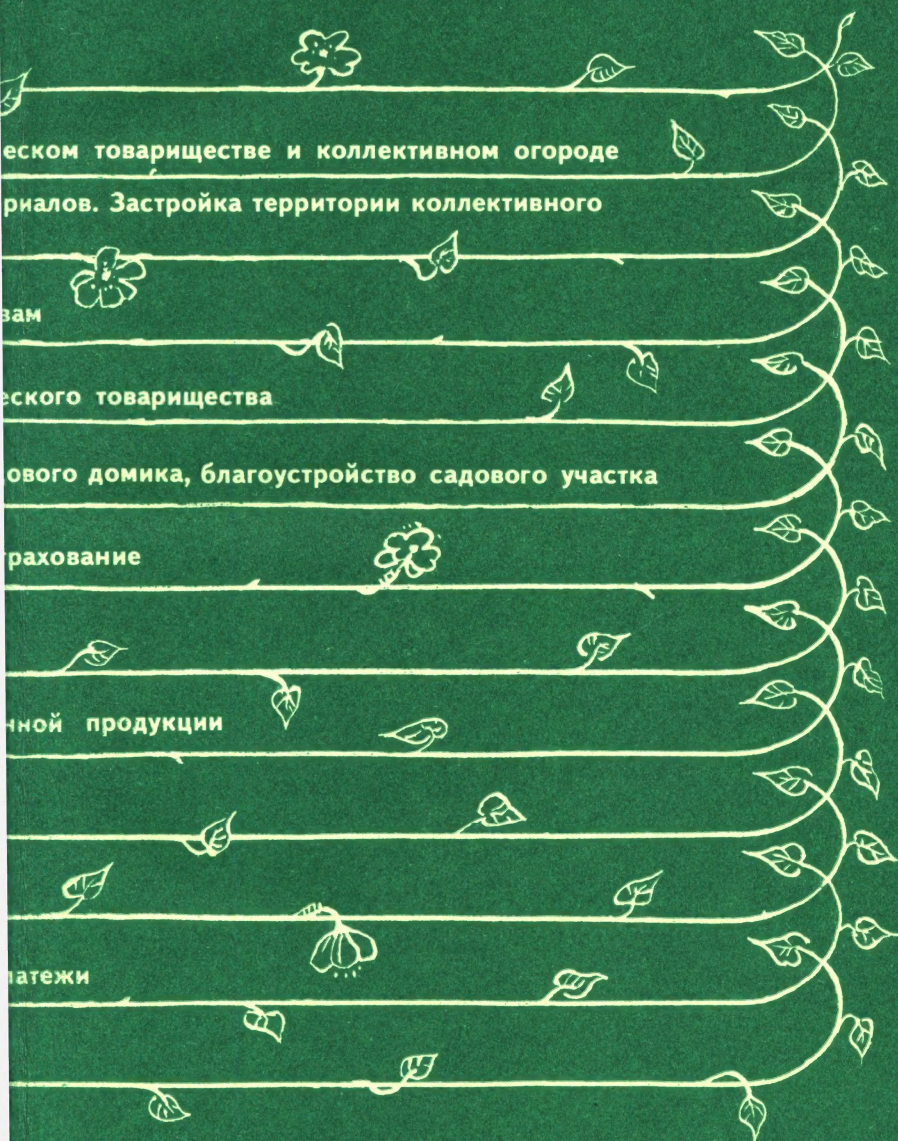 еском товариществе и коллективном огороде
риалов. Застройка территории коллективного
вам
еского товарищества
ового домика, благоустройство садового участка
рахование
нной продукции
латежи